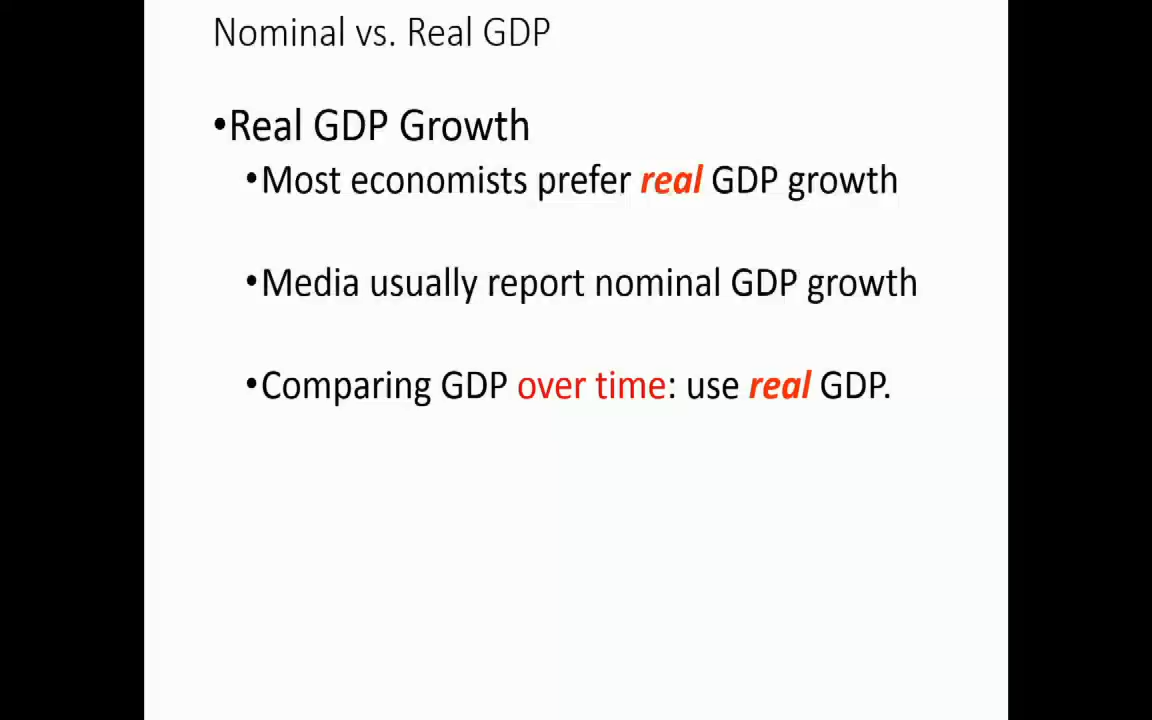 Nominal vs. Real GDP
•Real GDP Growth
•Most economists prefer real GDP growth
•Media usually report nominal GDP growth
•Comparing GDP over time: use real GDP.